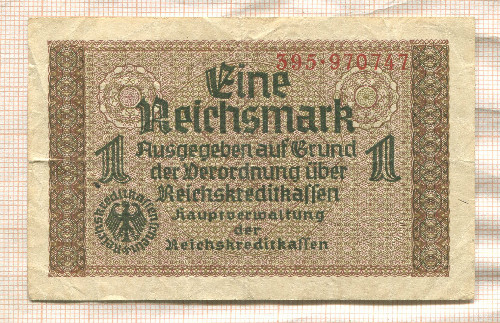 395·970747
Eine
Reichsmark
1 Ausgegeben auf Grund 1
der Verordnung über
Reichskreditkassen
Hauptverwaltung
der
Reichskreditkassen